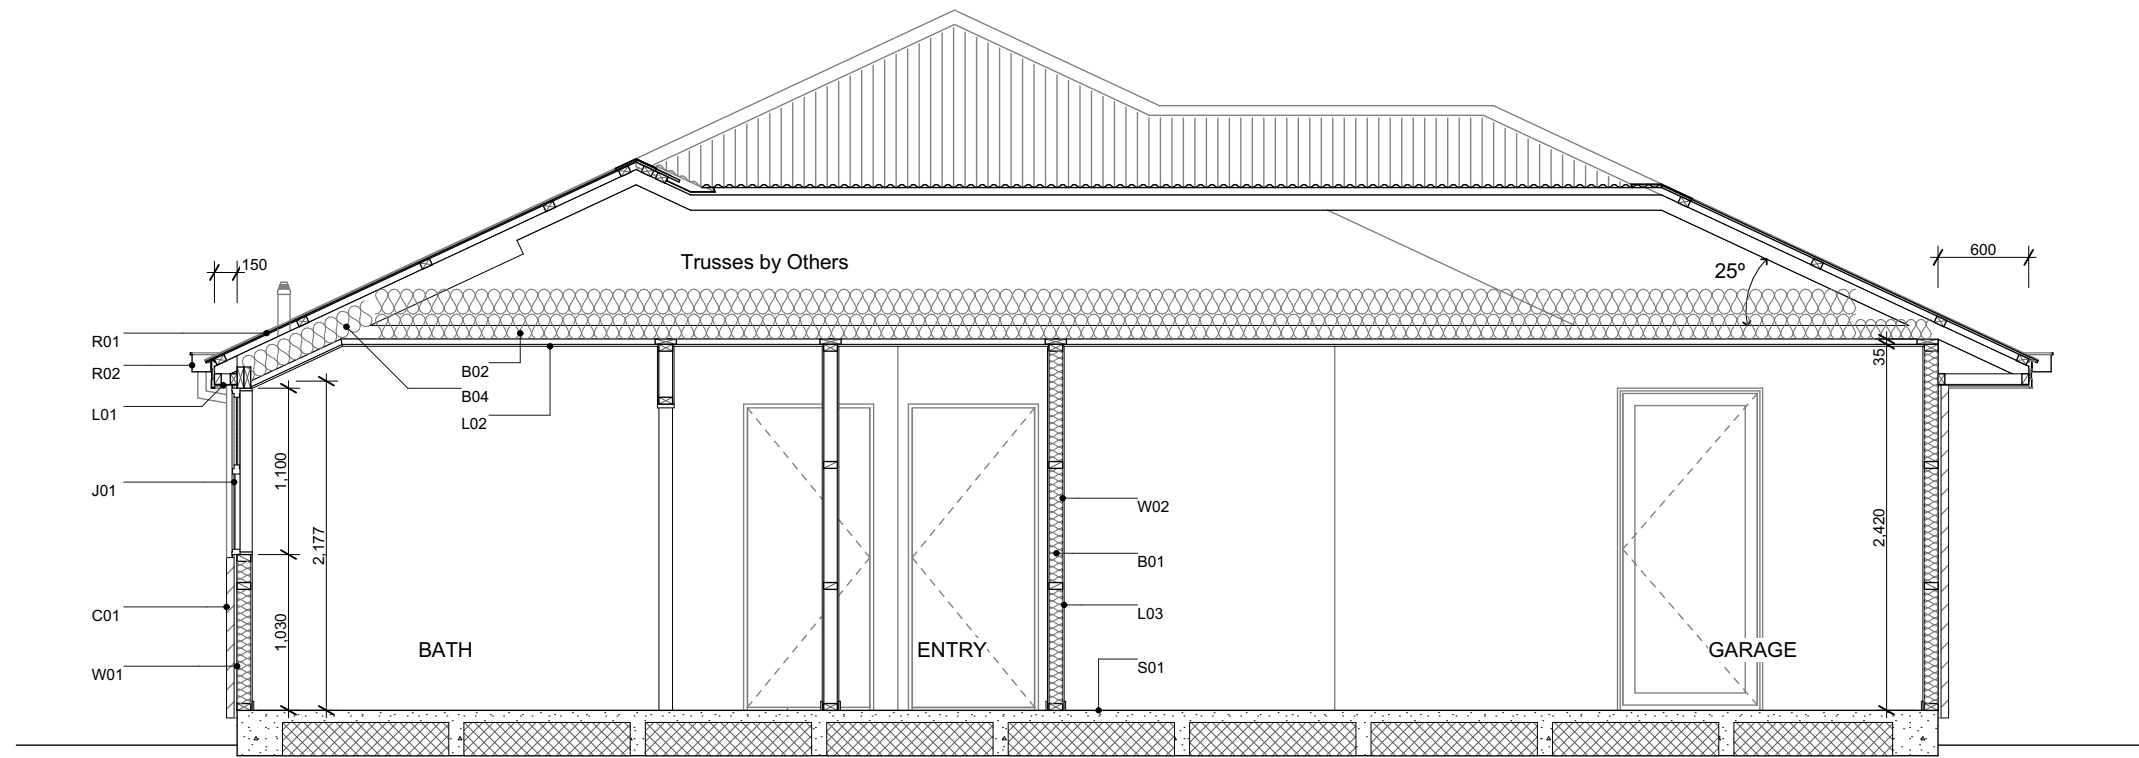 Trusses by Others
25º
600
150
R01
R02
L01
B02
B04
L02
35
J01
1,100
2,177
W02
2,420
B01
C01
1,030
L03
BATH
ENTRY
GARAGE
W01
S01